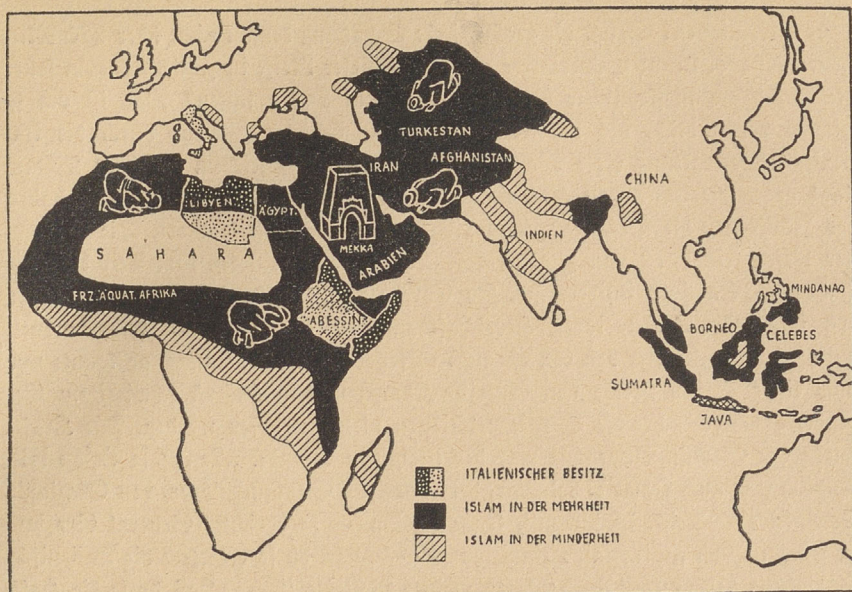 TURKESTAN
IRAN
AFGHANISTAN
CHINA
LIBYEN
ÄGYPT.
MEKKA
ARABIEN
INDIEN
SAHARA
FRZ. ÄQUAT. AFRIKA
ABESSIN.
MINDANAO
BORNEO
CELEBES
SUMATRA
JAVA
ITALIENISCHER BESITZ
ISLAM IN DER MEHRHEIT
ISLAM IN DER MINDERHEIT